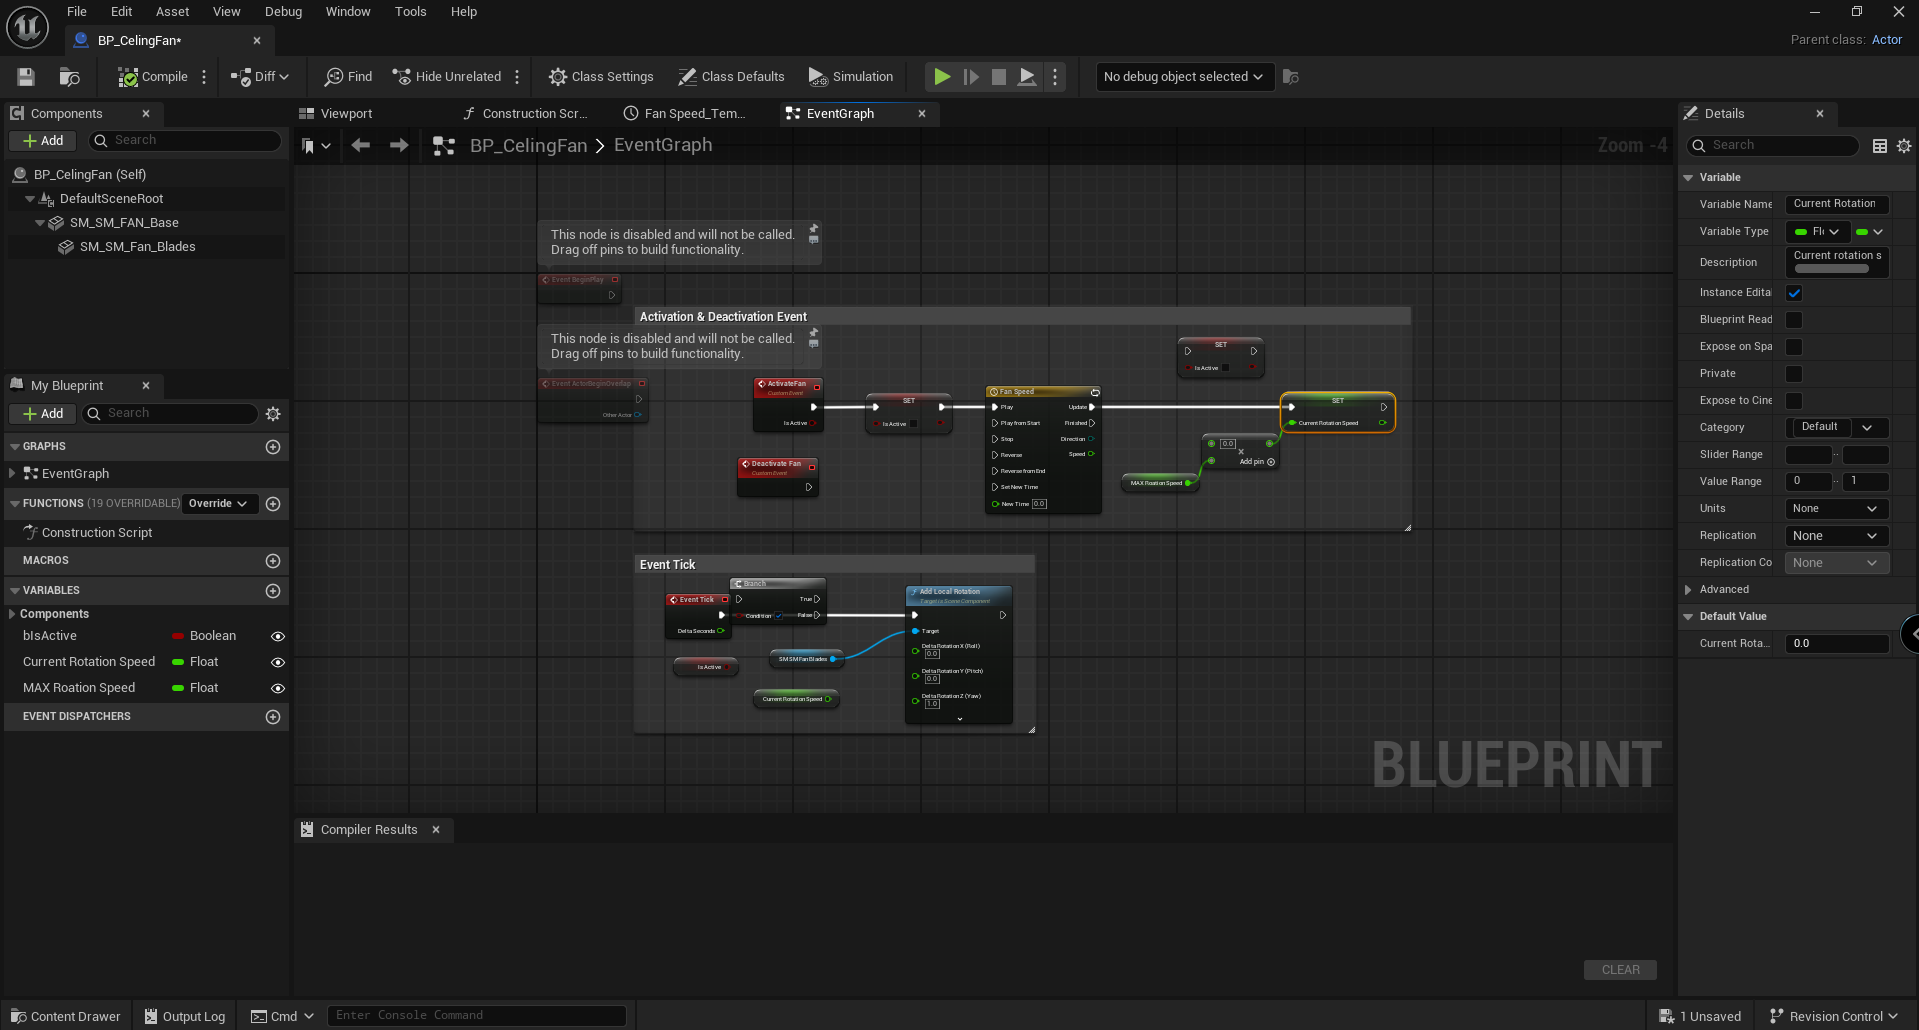 File Edit Asset View Debug Window Tools Help
BP_CelingFan*
Parent class: Actor
Compile Diff Find Hide Unrelated Class Settings Class Defaults Simulation No debug object selected
Components
Add Search
BP_CelingFan (Self)
DefaultSceneRoot
SM_SM_FAN_Base
SM_SM_Fan_Blades
My Blueprint
Add Search
GRAPHS
EventGraph
FUNCTIONS (19 OVERRIDABLE) Override
Construction Script
MACROS
VARIABLES
Components
bIsActive Boolean
Current Rotation Speed Float
MAX Roation Speed Float
EVENT DISPATCHERS
Viewport Construction Scr... Fan Speed_Tem... EventGraph
BP_CelingFan > EventGraph
Zoom -4
This node is disabled and will not be called.
Drag off pins to build functionality.
Event BeginPlay
Activation & Deactivation Event
This node is disabled and will not be called.
Drag off pins to build functionality.
Event ActorBeginOverlap
Other Actor
ActivateFan
Custom Event
Is Active
Deactivate Fan
Custom Event
SET
Is Active
Fan Speed
Play Update
Play from Start Finished
Stop Direction
Reverse Speed
Reverse from End
Set New Time
New Time 0.0
SET
Is Active
SET
Current Rotation Speed
0.0
Add pin
MAX Roation Speed
Event Tick
Event Tick
Delta Seconds
Branch
True
Condition False
Is Active
SM SM Fan Blades
Current Rotation Speed
Add Local Rotation
Target is Scene Component
Target
Delta Rotation X (Roll)
0.0
Delta Rotation Y (Pitch)
0.0
Delta Rotation Z (Yaw)
1.0
BLUEPRINT
Compiler Results
CLEAR
Details
Search
Variable
Variable Name Current Rotation
Variable Type Fl
Description Current rotation s
Instance Edita
Blueprint Read
Expose on Spa
Private
Expose to Cine
Category Default
Slider Range
Value Range 0 .. 1
Units None
Replication None
Replication Co None
Advanced
Default Value
Current Rota... 0.0
Content Drawer Output Log Cmd Enter Console Command 1 Unsaved Revision Control